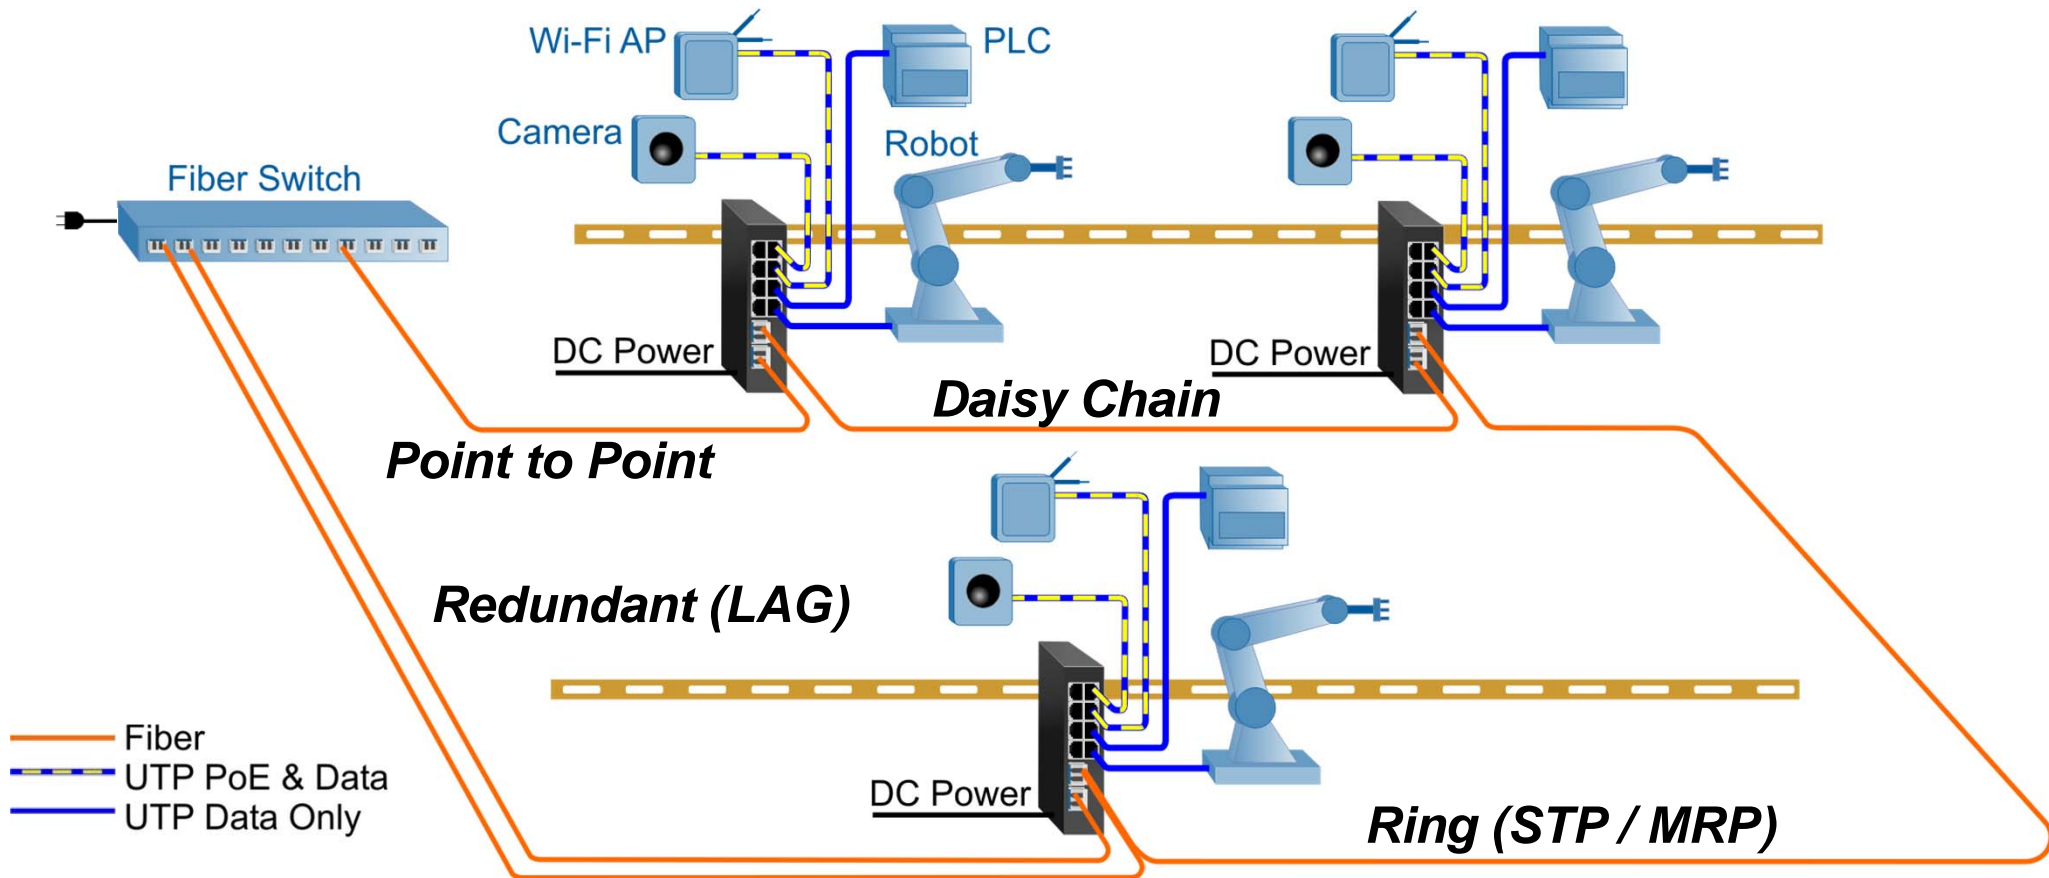 Wi-Fi AP
PLC
Camera
Robot
Fiber Switch
DC Power
DC Power
Daisy Chain
Point to Point
Redundant (LAG)
Fiber
UTP PoE & Data
UTP Data Only
DC Power
Ring (STP / MRP)